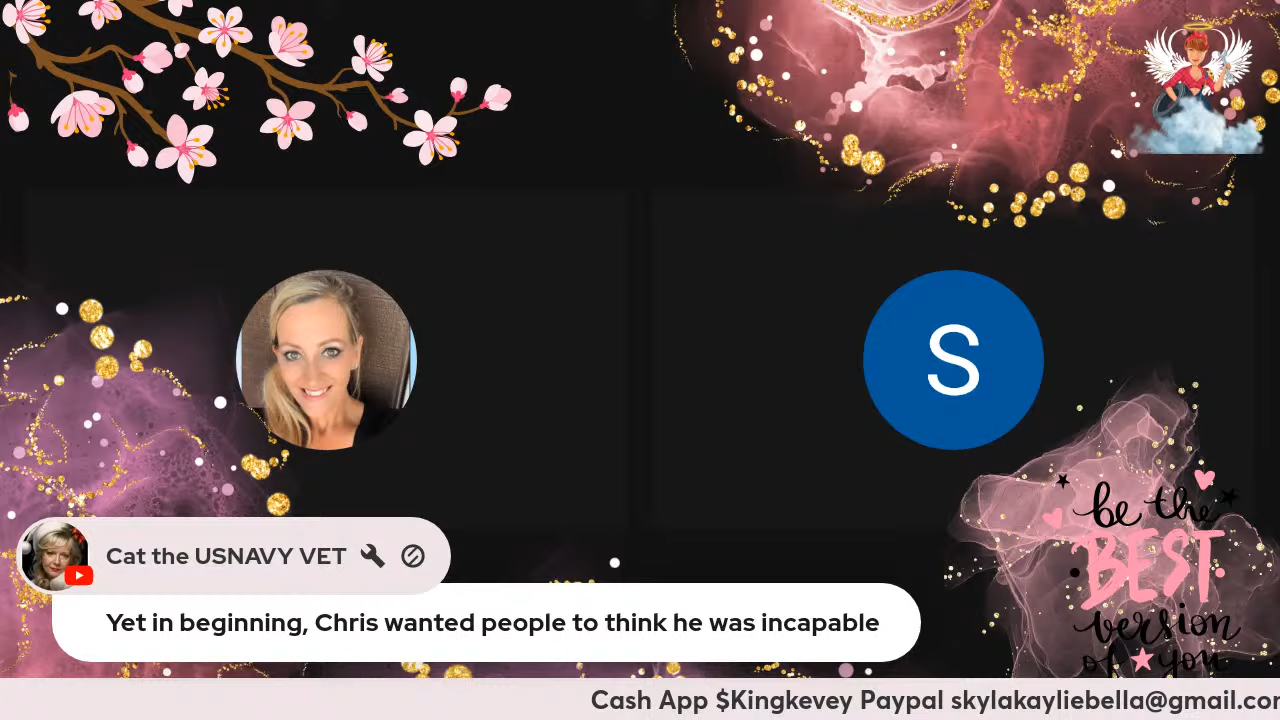 S
be the
BEST
version
of you
Cat the USNAVY VET
Yet in beginning, Chris wanted people to think he was incapable
Cash App $Kingkevey Paypal skylakayliebella@gmail.co